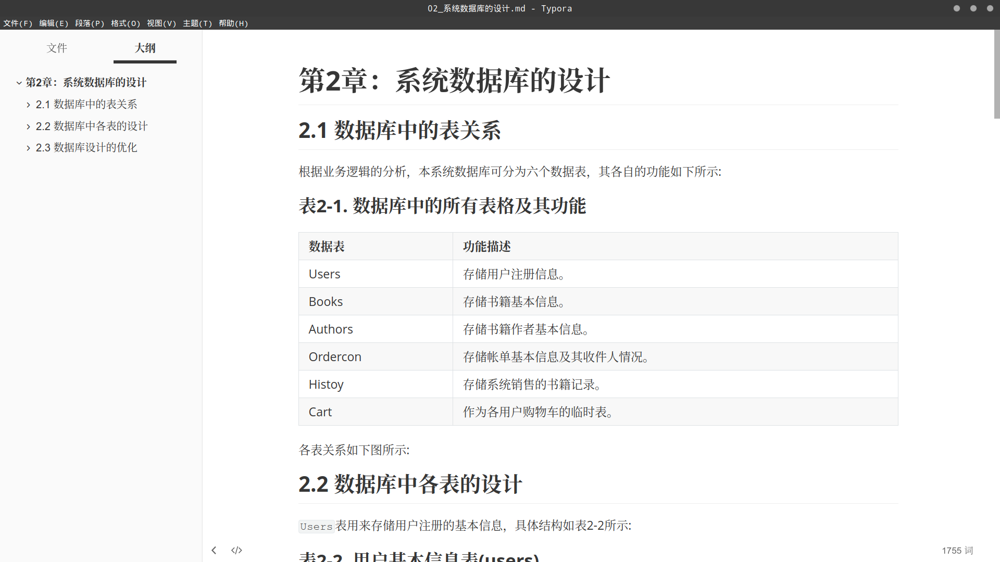 02_系统数据库的设计.md - Typora
文件(F) 编辑(E) 段落(P) 格式(O) 视图(V) 主题(T) 帮助(H)
文件 大纲
第2章：系统数据库的设计
2.1 数据库中的表关系
2.2 数据库中各表的设计
2.3 数据库设计的优化
第2章：系统数据库的设计
2.1 数据库中的表关系
根据业务逻辑的分析，本系统数据库可分为六个数据表，其各自的功能如下所示:
表2-1. 数据库中的所有表格及其功能
数据表 功能描述
Users 存储用户注册信息。
Books 存储书籍基本信息。
Authors 存储书籍作者基本信息。
Ordercon 存储帐单基本信息及其收件人情况。
Histoy 存储系统销售的书籍记录。
Cart 作为各用户购物车的临时表。
各表关系如下图所示:
2.2 数据库中各表的设计
Users表用来存储用户注册的基本信息，具体结构如表2-2所示:
表2-2. 用户基本信息表(users)
1755 词